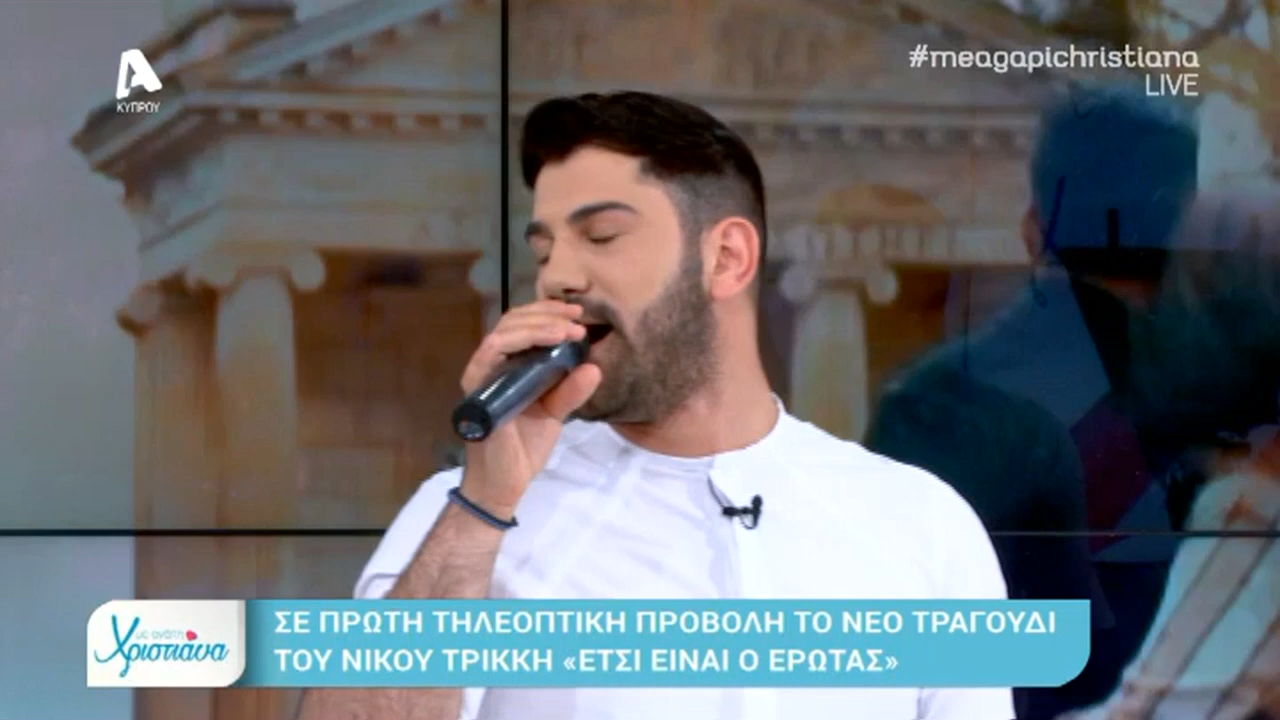 ΚΥΠΡΟΥ
#meagapichristiana
LIVE
Με αγάπη
Χριστιάνα
ΣΕ ΠΡΩΤΗ ΤΗΛΕΟΠΤΙΚΗ ΠΡΟΒΟΛΗ ΤΟ ΝΕΟ ΤΡΑΓΟΥΔΙ
ΤΟΥ ΝΙΚΟΥ ΤΡΙΚΚΗ «ΕΤΣΙ ΕΙΝΑΙ Ο ΕΡΩΤΑΣ»